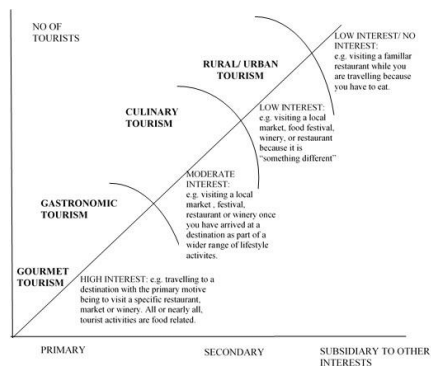 NO OF
TOURISTS
LOW INTEREST/ NO
INTEREST:
e.g. visiting a famillar
restaurant while you
are travelling because
you have to eat.
RURAL/ URBAN
TOURISM
CULINARY
TOURISM
LOW INTEREST:
e.g. visiting a local
market, food festival,
winery, or restaurant
because it is
“something different”
MODERATE
INTEREST:
e.g. visiting a local
market , festival,
restaurant or winery once
you have arrived at a
destination as part of a
wider range of lifestyle
activites.
GASTRONOMIC
TOURISM
GOURMET
TOURISM
HIGH INTEREST: e.g. travelling to a
destination with the primary motive
being to visit a specific restaurant,
market or winery. All or nearly all,
tourist activities are food related.
PRIMARY
SECONDARY
SUBSIDIARY TO OTHER
INTERESTS